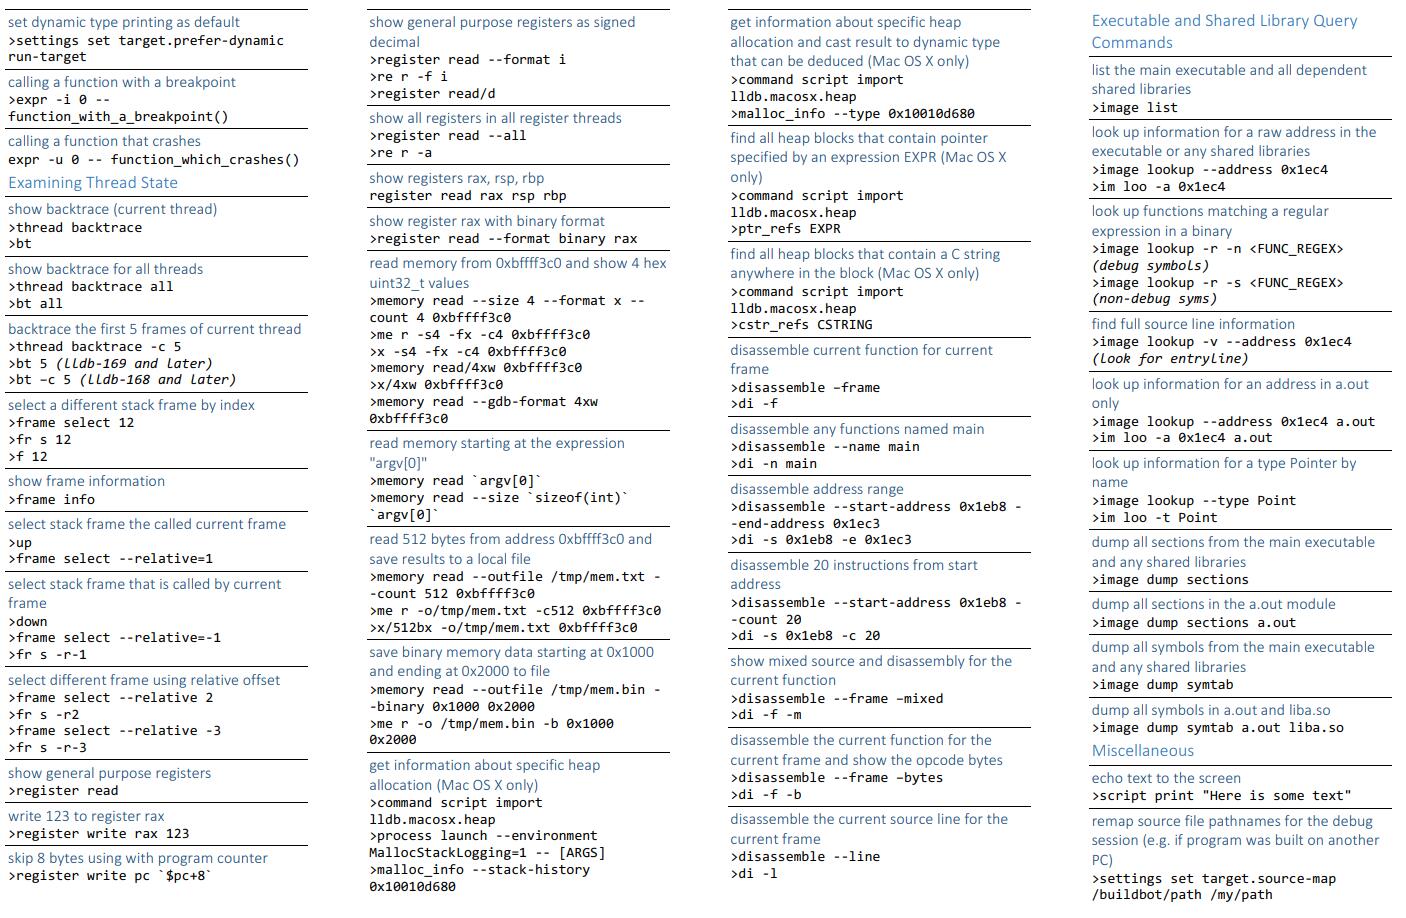 set dynamic type printing as default
>settings set target.prefer-dynamic
run-target
calling a function with a breakpoint
>expr -i 0 --
function_with_a_breakpoint()
calling a function that crashes
expr -u 0 -- function_which_crashes()
Examining Thread State
show backtrace (current thread)
>thread backtrace
>bt
show backtrace for all threads
>thread backtrace all
>bt all
backtrace the first 5 frames of current thread
>thread backtrace -c 5
>bt 5 (lldb-169 and later)
>bt –c 5 (lldb-168 and later)
select a different stack frame by index
>frame select 12
>fr s 12
>f 12
show frame information
>frame info
select stack frame the called current frame
>up
>frame select --relative=1
select stack frame that is called by current
frame
>down
>frame select --relative=-1
>fr s -r-1
select different frame using relative offset
>frame select --relative 2
>fr s -r2
>frame select --relative -3
>fr s -r-3
show general purpose registers
>register read
write 123 to register rax
>register write rax 123
skip 8 bytes using with program counter
>register write pc `$pc+8`
show general purpose registers as signed
decimal
>register read --format i
>re r -f i
>register read/d
show all registers in all register threads
>register read --all
>re r -a
show registers rax, rsp, rbp
register read rax rsp rbp
show register rax with binary format
>register read --format binary rax
read memory from 0xbffff3c0 and show 4 hex
uint32_t values
>memory read --size 4 --format x --
count 4 0xbffff3c0
>me r -s4 -fx -c4 0xbffff3c0
>x -s4 -fx -c4 0xbffff3c0
>memory read/4xw 0xbffff3c0
>x/4xw 0xbffff3c0
>memory read --gdb-format 4xw
0xbffff3c0
read memory starting at the expression
"argv[0]"
>memory read `argv[0]`
>memory read --size `sizeof(int)`
`argv[0]`
read 512 bytes from address 0xbffff3c0 and
save results to a local file
>memory read --outfile /tmp/mem.txt -
-count 512 0xbffff3c0
>me r -o/tmp/mem.txt -c512 0xbffff3c0
>x/512bx -o/tmp/mem.txt 0xbffff3c0
save binary memory data starting at 0x1000
and ending at 0x2000 to file
>memory read --outfile /tmp/mem.bin -
-binary 0x1000 0x2000
>me r -o /tmp/mem.bin -b 0x1000
0x2000
get information about specific heap
allocation (Mac OS X only)
>command script import
lldb.macosx.heap
>process launch --environment
MallocStackLogging=1 -- [ARGS]
>malloc_info --stack-history
0x10010d680
get information about specific heap
allocation and cast result to dynamic type
that can be deduced (Mac OS X only)
>command script import
lldb.macosx.heap
>malloc_info --type 0x10010d680
find all heap blocks that contain pointer
specified by an expression EXPR (Mac OS X
only)
>command script import
lldb.macosx.heap
>ptr_refs EXPR
find all heap blocks that contain a C string
anywhere in the block (Mac OS X only)
>command script import
lldb.macosx.heap
>cstr_refs CSTRING
disassemble current function for current
frame
>disassemble –frame
>di -f
disassemble any functions named main
>disassemble --name main
>di -n main
disassemble address range
>disassemble --start-address 0x1eb8 -
-end-address 0x1ec3
>di -s 0x1eb8 -e 0x1ec3
disassemble 20 instructions from start
address
>disassemble --start-address 0x1eb8 -
-count 20
>di -s 0x1eb8 -c 20
show mixed source and disassembly for the
current function
>disassemble --frame –mixed
>di -f -m
disassemble the current function for the
current frame and show the opcode bytes
>disassemble --frame –bytes
>di -f -b
disassemble the current source line for the
current frame
>disassemble --line
>di -l
Executable and Shared Library Query
Commands
list the main executable and all dependent
shared libraries
>image list
look up information for a raw address in the
executable or any shared libraries
>image lookup --address 0x1ec4
>im loo -a 0x1ec4
look up functions matching a regular
expression in a binary
>image lookup -r -n <FUNC_REGEX>
(debug symbols)
>image lookup -r -s <FUNC_REGEX>
(non-debug syms)
find full source line information
>image lookup -v --address 0x1ec4
(look for entryline)
look up information for an address in a.out
only
>image lookup --address 0x1ec4 a.out
>im loo -a 0x1ec4 a.out
look up information for a type Pointer by
name
>image lookup --type Point
>im loo -t Point
dump all sections from the main executable
and any shared libraries
>image dump sections
dump all sections in the a.out module
>image dump sections a.out
dump all symbols from the main executable
and any shared libraries
>image dump symtab
dump all symbols in a.out and liba.so
>image dump symtab a.out liba.so
Miscellaneous
echo text to the screen
>script print "Here is some text"
remap source file pathnames for the debug
session (e.g. if program was built on another
PC)
>settings set target.source-map
/buildbot/path /my/path